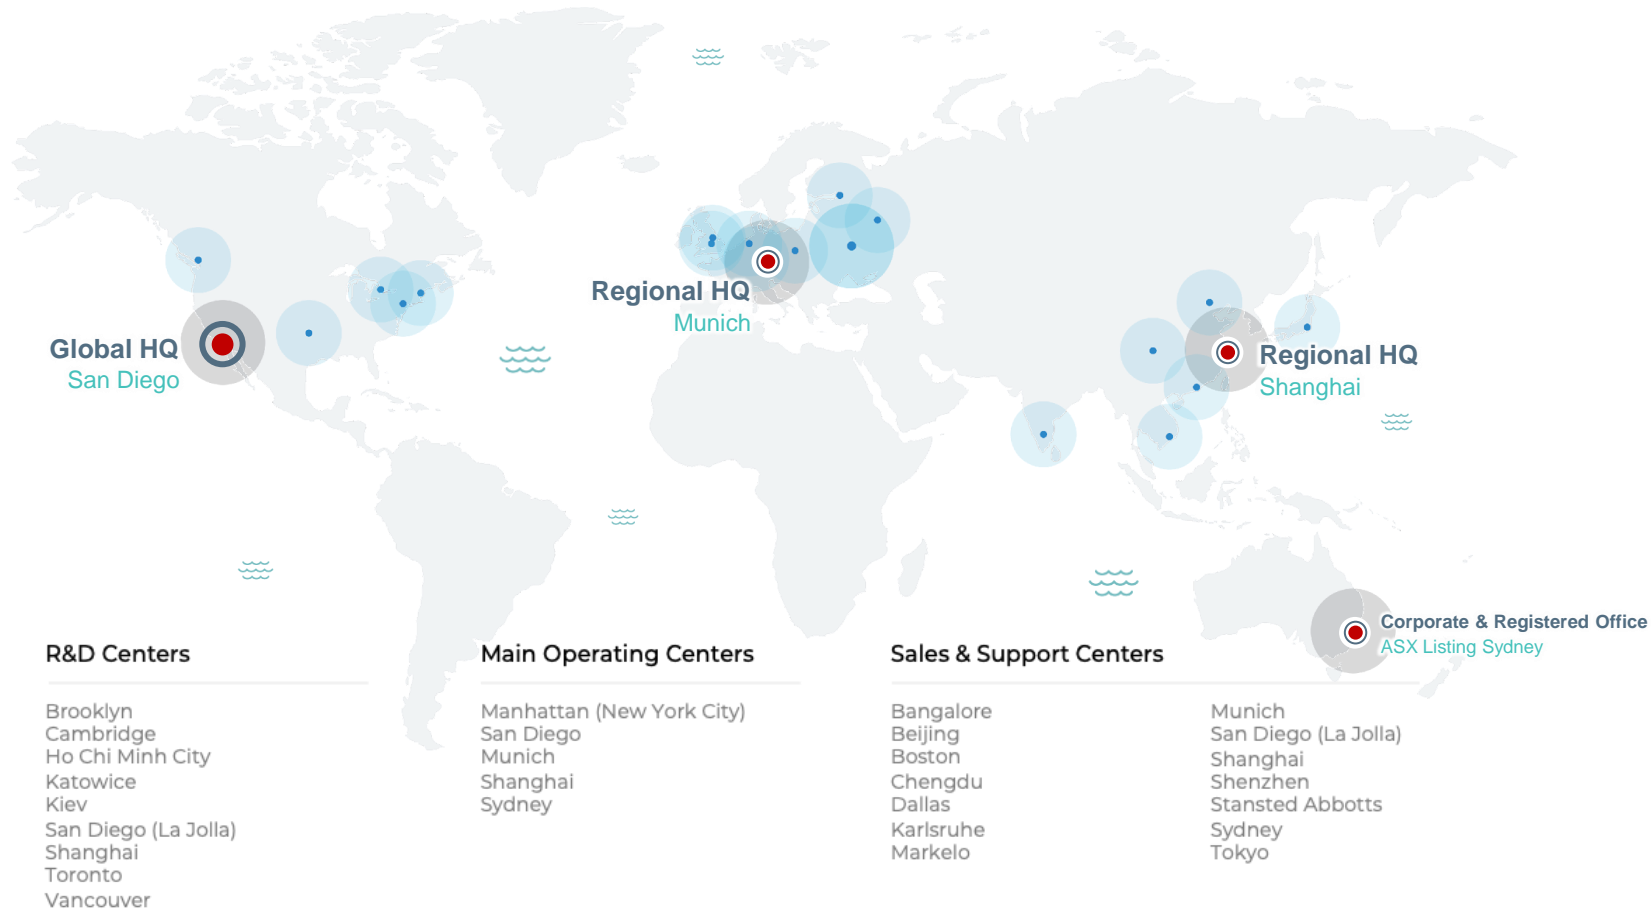 Global HQ
San Diego
Regional HQ
Munich
Regional HQ
Shanghai
Corporate & Registered Office
ASX Listing Sydney
R&D Centers
Brooklyn
Cambridge
Ho Chi Minh City
Katowice
Kiev
San Diego (La Jolla)
Shanghai
Toronto
Vancouver
Main Operating Centers
Manhattan (New York City)
San Diego
Munich
Shanghai
Sydney
Sales & Support Centers
Bangalore
Beijing
Boston
Chengdu
Dallas
Karlsruhe
Markelo
Munich
San Diego (La Jolla)
Shanghai
Shenzhen
Stansted Abbotts
Sydney
Tokyo